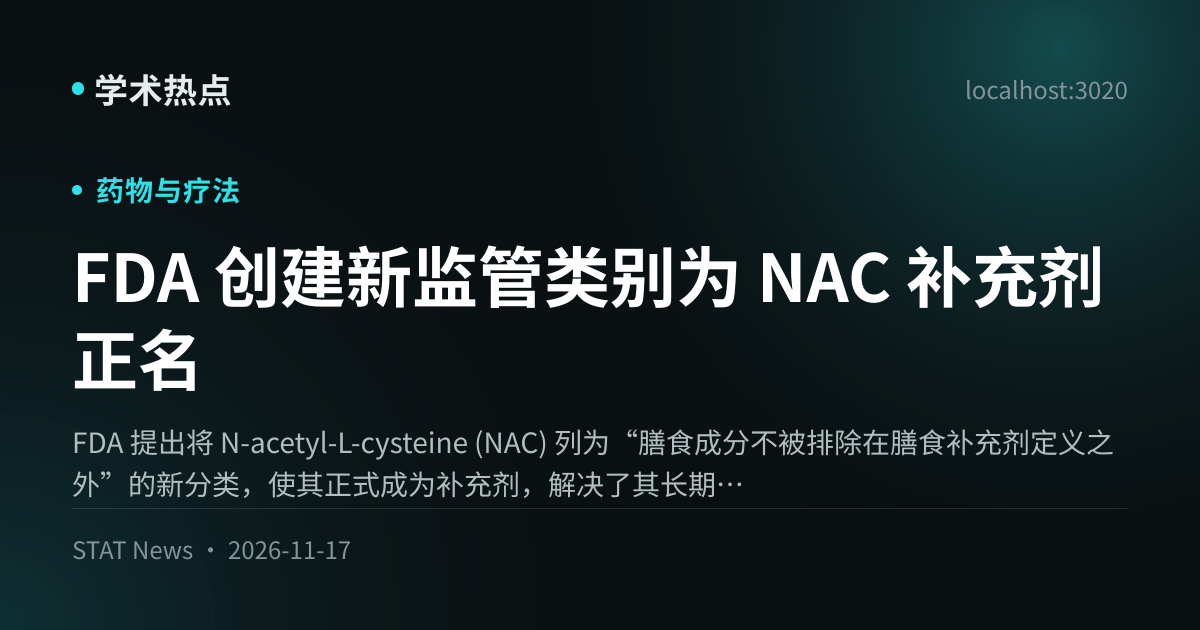 学术热点
localhost:3020
药物与疗法
FDA 创建新监管类别为 NAC 补充剂
正名
FDA 提出将 N-acetyl-L-cysteine (NAC) 列为“膳食成分不被排除在膳食补充剂定义之
外”的新分类，使其正式成为补充剂，解决了其长期…
STAT News · 2026-11-17